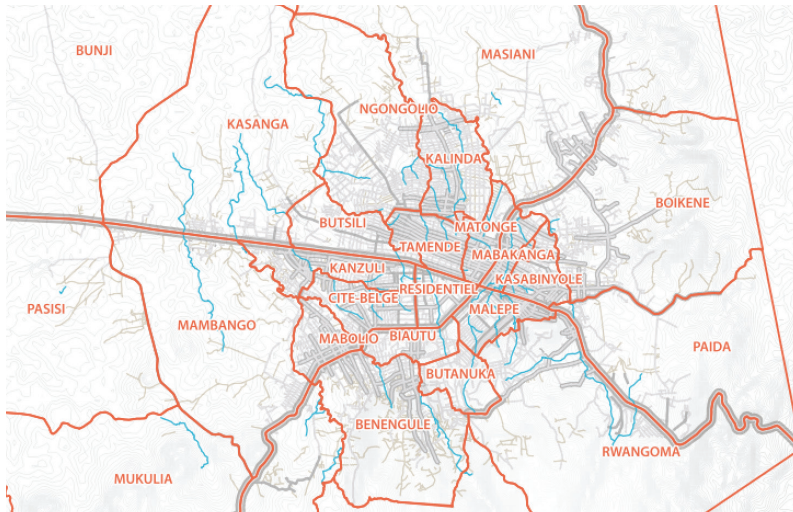 BUNJI
MASIANI
NGONGOLIO
KASANGA
KALINDA
BOIKENE
BUTSILI
MATONGE
TAMENDE
MABAKANGA
KANZULI
KASABINYOLE
RESIDENTIEL
CITE-BELGE
PASISI
MALEPE
MAMBANGO
MABOLIO
BIAUTU
PAIDA
BUTANUKA
BENENGULE
RWANGOMA
MUKULIA